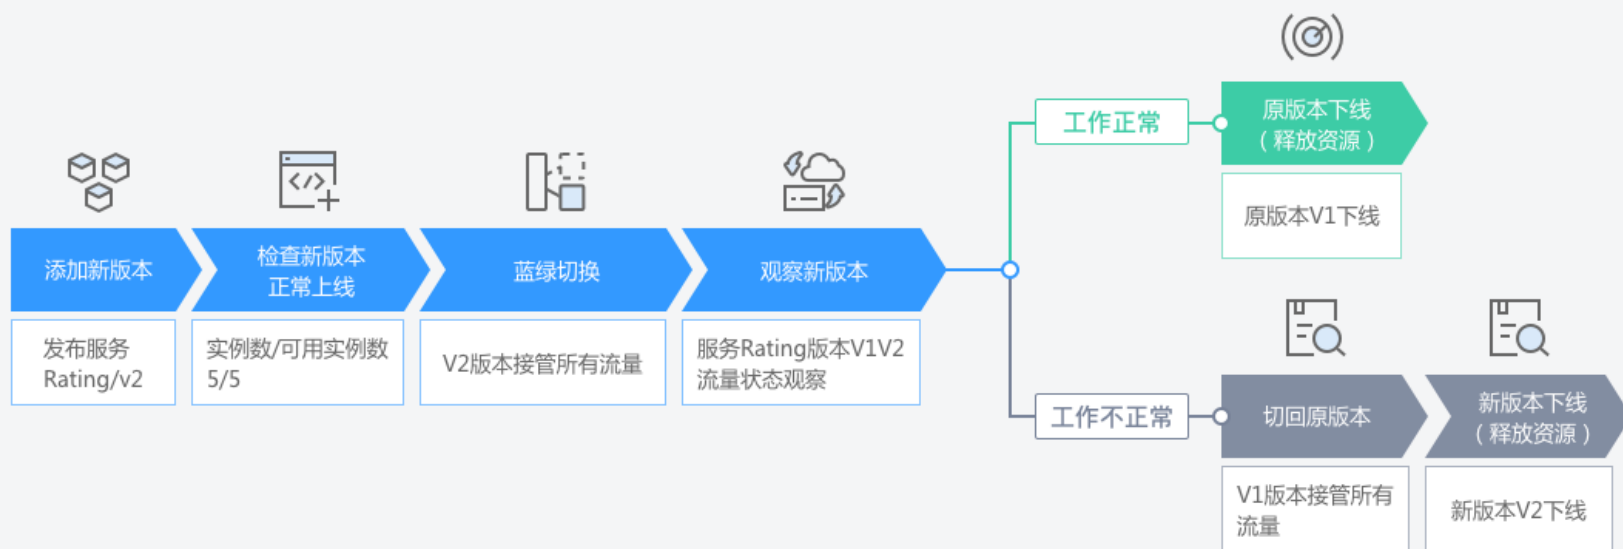 添加新版本
发布服务
Rating/v2
检查新版本
正常上线
实例数/可用实例数
5/5
蓝绿切换
V2版本接管所有流量
观察新版本
服务Rating版本V1V2
流量状态观察
工作正常
原版本下线
（释放资源）
原版本V1下线
工作不正常
切回原版本
V1版本接管所有
流量
新版本下线
（释放资源）
新版本V2下线